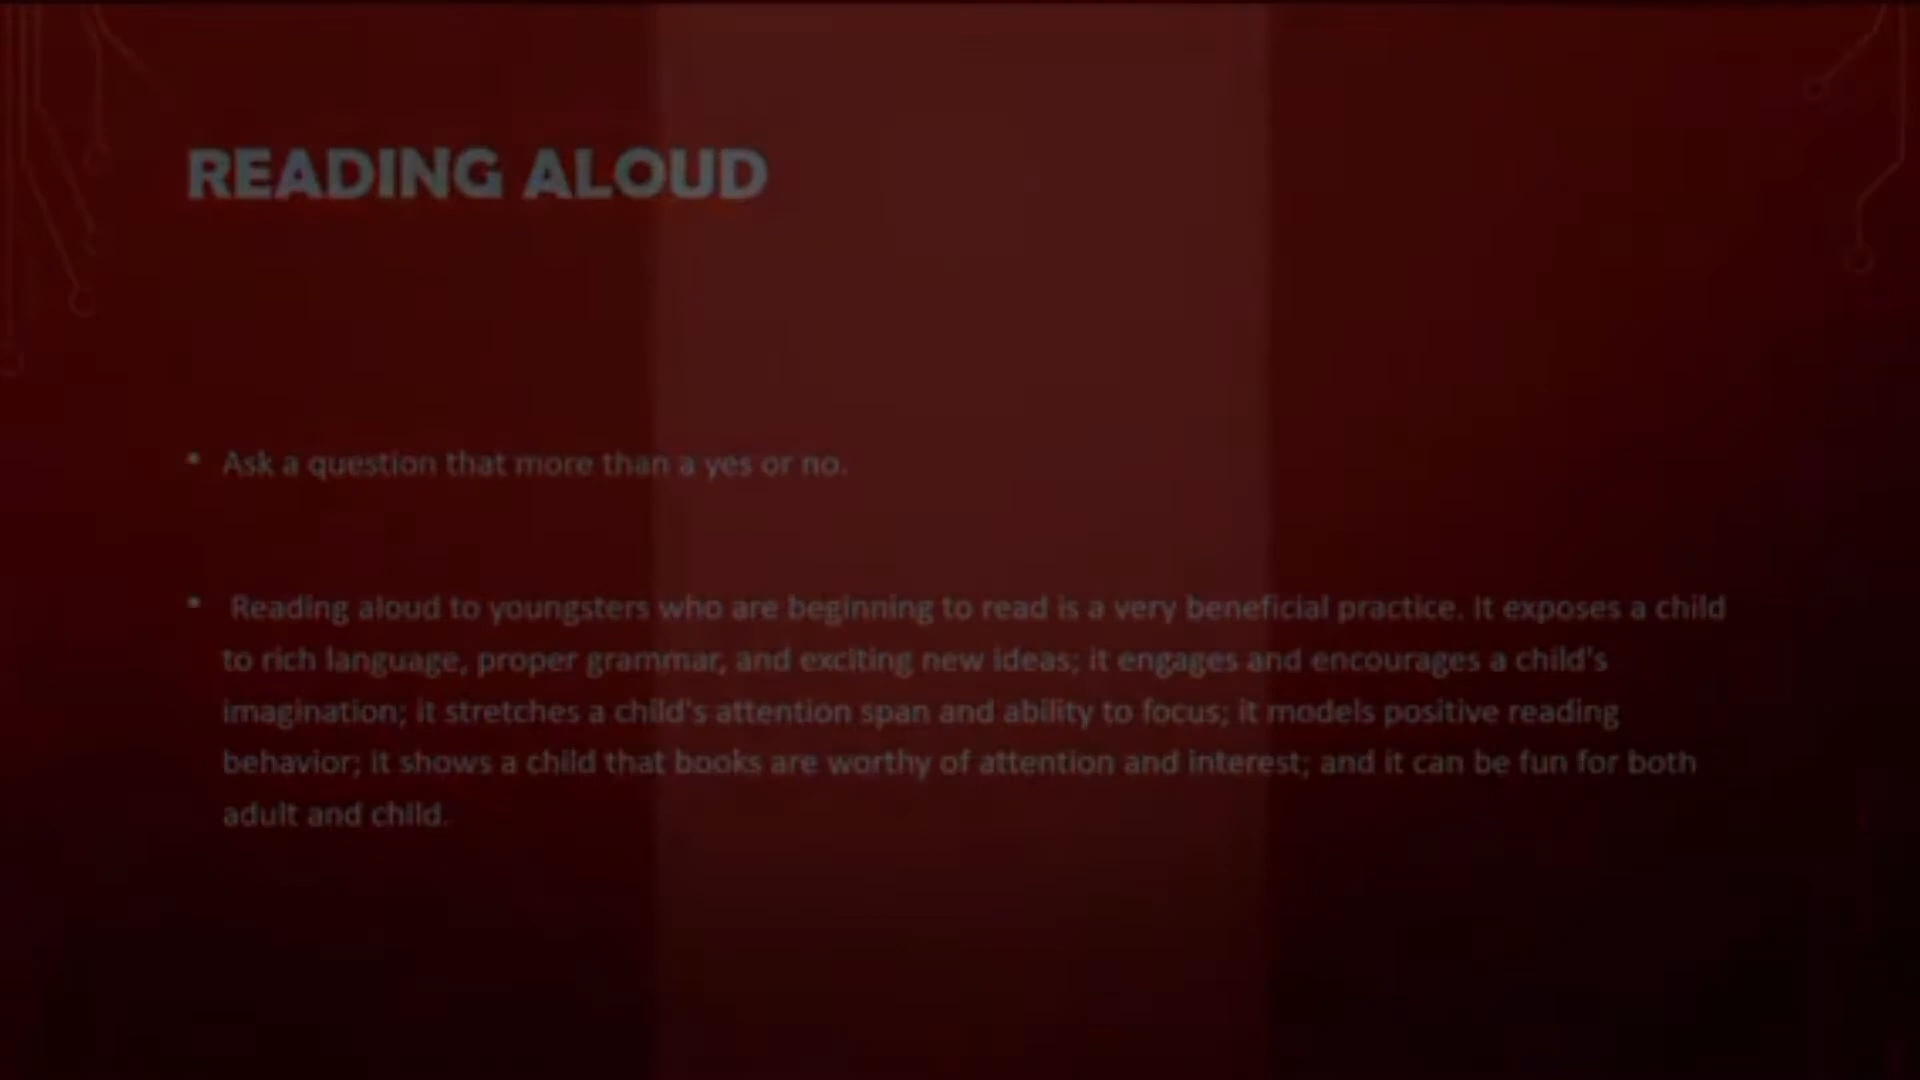 READING ALOUD
• Ask a question that more than a yes or no.
• Reading aloud to youngsters who are beginning to read is a very beneficial practice. It exposes a child
to rich language, proper grammar, and exciting new ideas; it engages and encourages a child's
imagination; it stretches a child's attention span and ability to focus; it models positive reading
behavior; it shows a child that books are worthy of attention and interest; and it can be fun for both
adult and child.